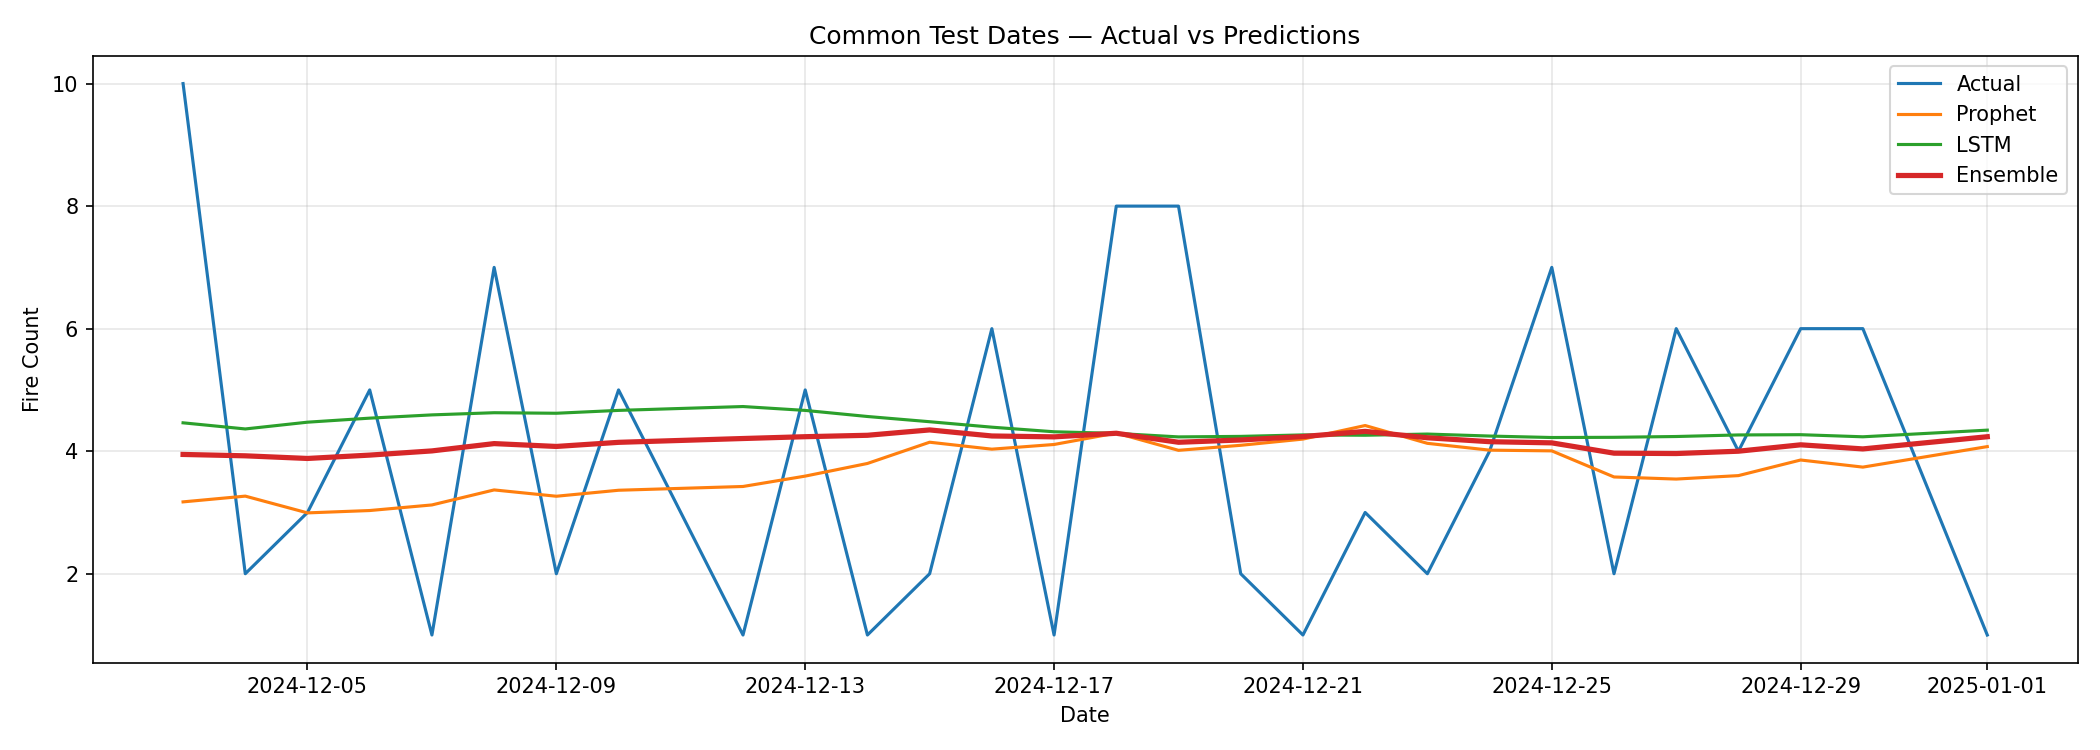 Common Test Dates — Actual vs Predictions
Actual
Prophet
LSTM
Ensemble
Fire Count
10
8
6
4
2
2024-12-05
2024-12-09
2024-12-13
2024-12-17
2024-12-21
2024-12-25
2024-12-29
2025-01-01
Date